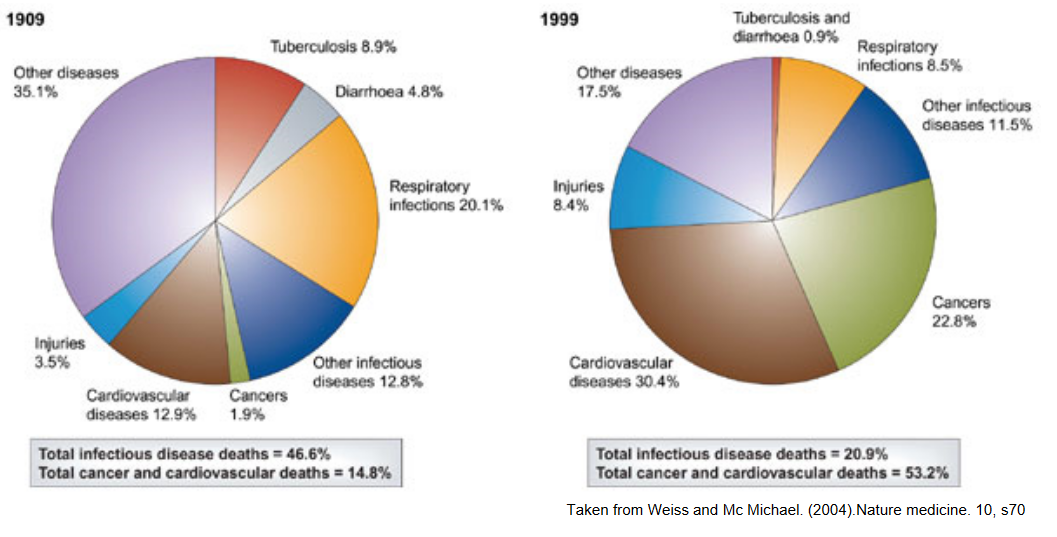 1909
Tuberculosis 8.9%
Other diseases
35.1%
Diarrhoea 4.8%
Respiratory
infections 20.1%
Injuries
3.5%
Other infectious
diseases 12.8%
Cardiovascular
diseases 12.9%
Cancers
1.9%
Total infectious disease deaths = 46.6%
Total cancer and cardiovascular deaths = 14.8%
1999
Tuberculosis and
diarrhoea 0.9%
Respiratory
infections 8.5%
Other diseases
17.5%
Other infectious
diseases 11.5%
Injuries
8.4%
Cancers
22.8%
Cardiovascular
diseases 30.4%
Total infectious disease deaths = 20.9%
Total cancer and cardiovascular deaths = 53.2%
Taken from Weiss and Mc Michael. (2004).Nature medicine. 10, s70